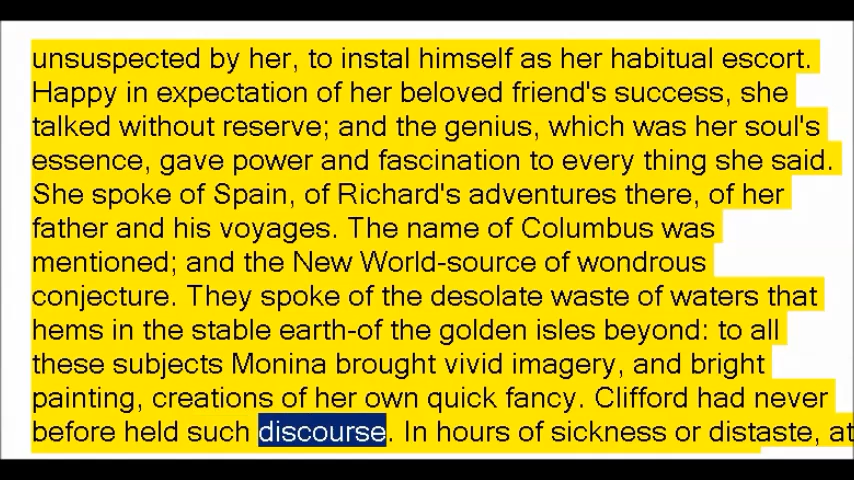 unsuspected by her, to instal himself as her habitual escort.
Happy in expectation of her beloved friend's success, she
talked without reserve; and the genius, which was her soul's
essence, gave power and fascination to every thing she said.
She spoke of Spain, of Richard's adventures there, of her
father and his voyages. The name of Columbus was
mentioned; and the New World-source of wondrous
conjecture. They spoke of the desolate waste of waters that
hems in the stable earth-of the golden isles beyond: to all
these subjects Monina brought vivid imagery, and bright
painting, creations of her own quick fancy. Clifford had never
before held such discourse. In hours of sickness or distaste, at